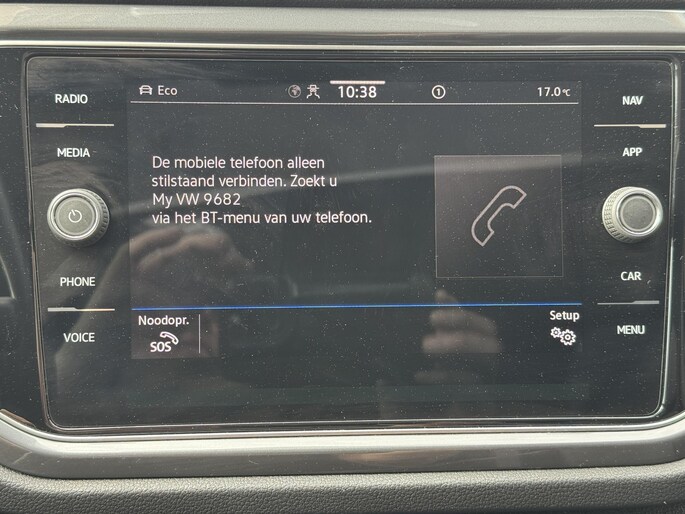 RADIO
MEDIA
PHONE
VOICE
Eco
10:38
1
17.0°C
De mobiele telefoon alleen
stilstaand verbinden. Zoekt u
My VW 9682
via het BT-menu van uw telefoon.
Noodopr.
SOS
Setup
NAV
APP
CAR
MENU